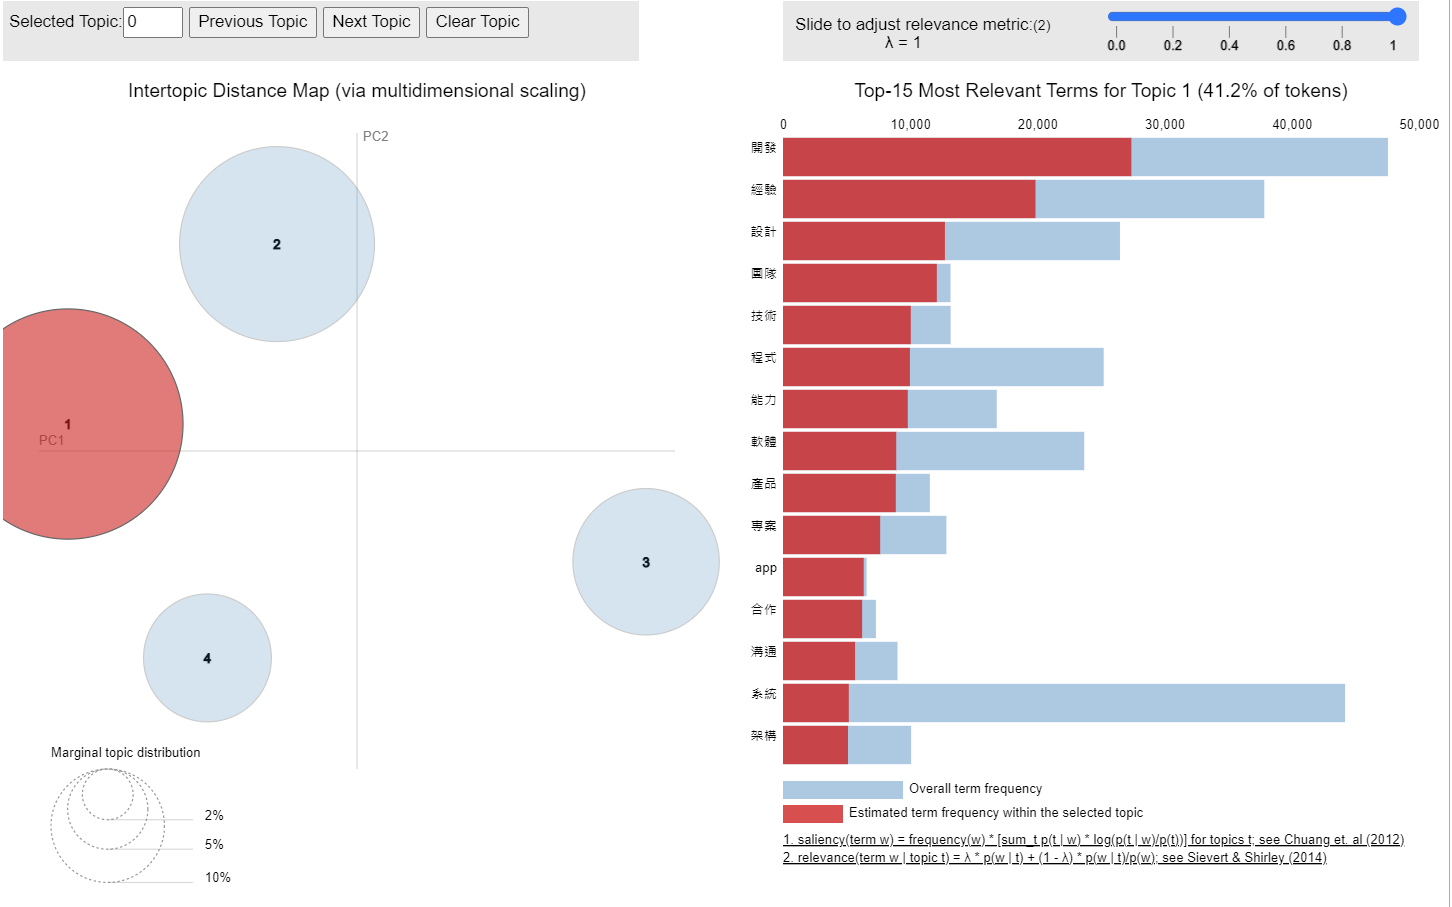 Selected Topic: 0 Previous Topic Next Topic Clear Topic
Slide to adjust relevance metric:(2)
λ = 1
0.0 0.2 0.4 0.6 0.8 1
Intertopic Distance Map (via multidimensional scaling)
PC2
PC1
1
2
3
4
Marginal topic distribution
2%
5%
10%
Top-15 Most Relevant Terms for Topic 1 (41.2% of tokens)
0 10,000 20,000 30,000 40,000 50,000
開發
經驗
設計
團隊
技術
程式
能力
軟體
產品
專案
app
合作
溝通
系統
架構
Overall term frequency
Estimated term frequency within the selected topic
1. saliency(term w) = frequency(w) * [sum_t p(t | w) * log(p(t | w)/p(t))] for topics t; see Chuang et. al (2012)
2. relevance(term w | topic t) = λ * p(w | t) + (1 - λ) * p(w | t)/p(w); see Sievert & Shirley (2014)